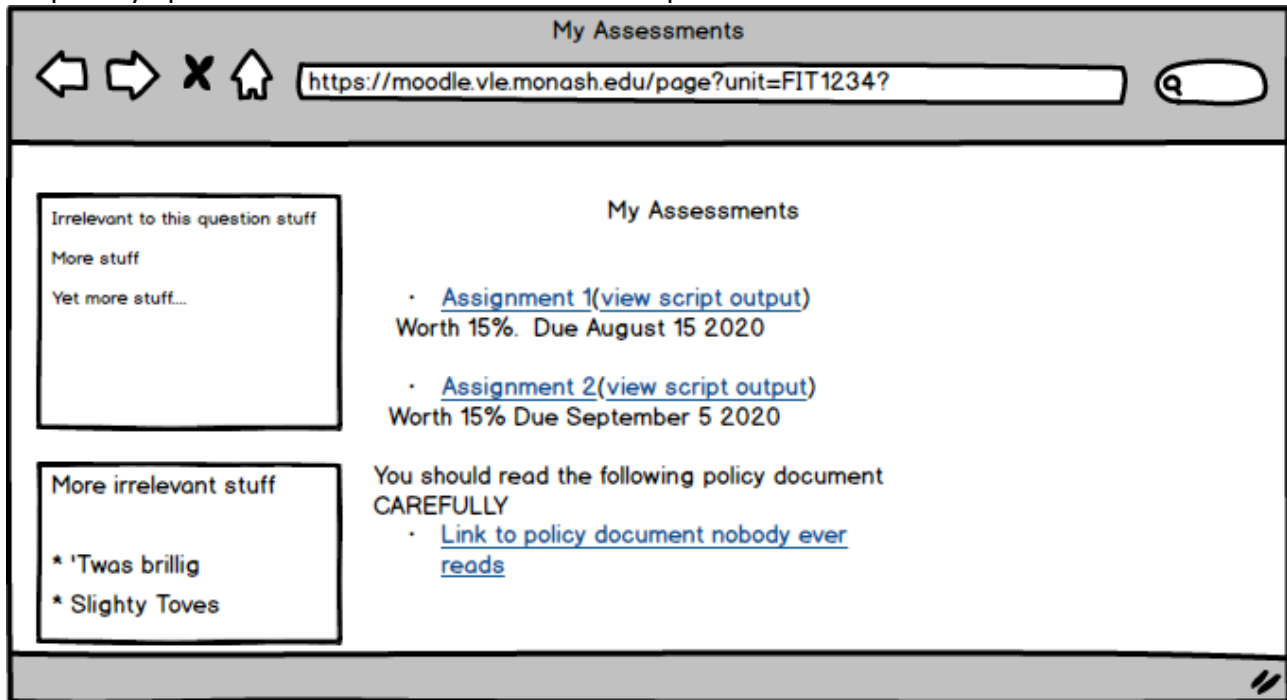 My Assessments
https://moodle.vle.monash.edu/page?unit=FIT1234?
Irrelevant to this question stuff
More stuff
Yet more stuff....
My Assessments
· Assignment 1(view script output)
Worth 15%. Due August 15 2020
· Assignment 2(view script output)
Worth 15% Due September 5 2020
You should read the following policy document
CAREFULLY
· Link to policy document nobody ever
reads
More irrelevant stuff
* 'Twas brillig
* Slighty Toves